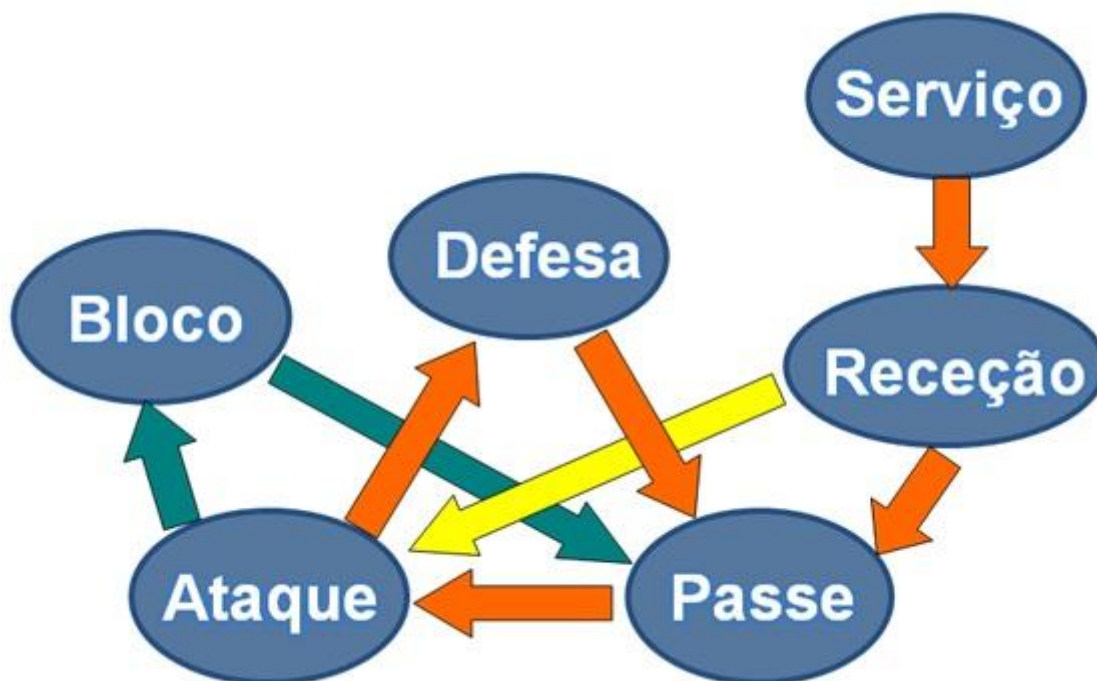 Serviço
Defesa
Bloco
Receção
Ataque
Passe